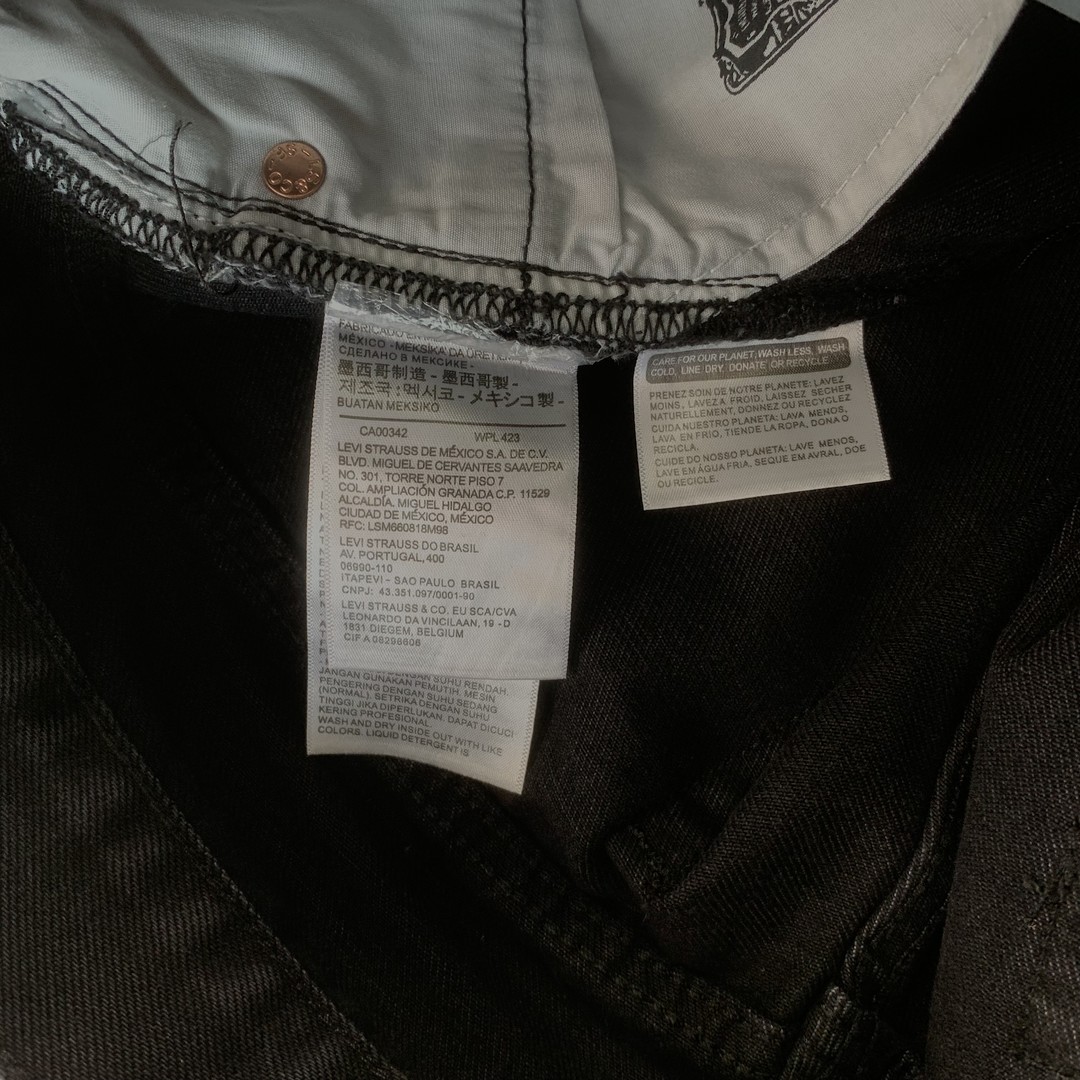 FABRICADO EN
MÉXICO - MEKSİKA'DA ÜRETİ
СДЕЛАНО В МЕКСИКЕ -
墨西哥制造 - 墨西哥製 -
제조국 : 멕시코 - メキシコ製 -
BUATAN MEKSIKO
CA00342 WPL 423
LEVI STRAUSS DE MÉXICO S.A. DE C.V.
BLVD. MIGUEL DE CERVANTES SAAVEDRA
NO. 301, TORRE NORTE PISO 7
COL. AMPLIACIÓN GRANADA C.P. 11529
ALCALDÍA. MIGUEL HIDALGO
CIUDAD DE MÉXICO, MÉXICO
RFC: LSM660818M98
LEVI STRAUSS DO BRASIL
AV. PORTUGAL, 400
06990-110
ITAPEVI - SAO PAULO BRASIL
CNPJ: 43.351.097/0001-90
LEVI STRAUSS & CO. EU SCA/CVA
LEONARDO DA VINCILAAN, 19 - D
1831 DIEGEM, BELGIUM
CIF A 08298606
SUHU RENDAH.
JANGAN GUNAKAN PEMUTIH. MESIN
PENGERING DENGAN SUHU SEDANG
(NORMAL). SETRIKA DENGAN SUHU
TINGGI JIKA DIPERLUKAN. DAPAT DICUCI
KERING PROFESIONAL.
WASH AND DRY INSIDE OUT WITH LIKE
COLORS. LIQUID DETERGENT IS
CARE FOR OUR PLANET: WASH LESS, WASH
COLD, LINE DRY, DONATE OR RECYCLE.
PRENEZ SOIN DE NOTRE PLANETE: LAVEZ
MOINS, LAVEZ A FROID, LAISSEZ SECHER
NATURELLEMENT, DONNEZ OU RECYCLEZ
CUIDA NUESTRO PLANETA: LAVA MENOS,
LAVA EN FRIO, TIENDE LA ROPA, DONA O
RECICLA.
CUIDE DO NOSSO PLANETA: LAVE MENOS,
LAVE EM ÁGUA FRIA, SEQUE EM AVRAL, DOE
OU RECICLE.